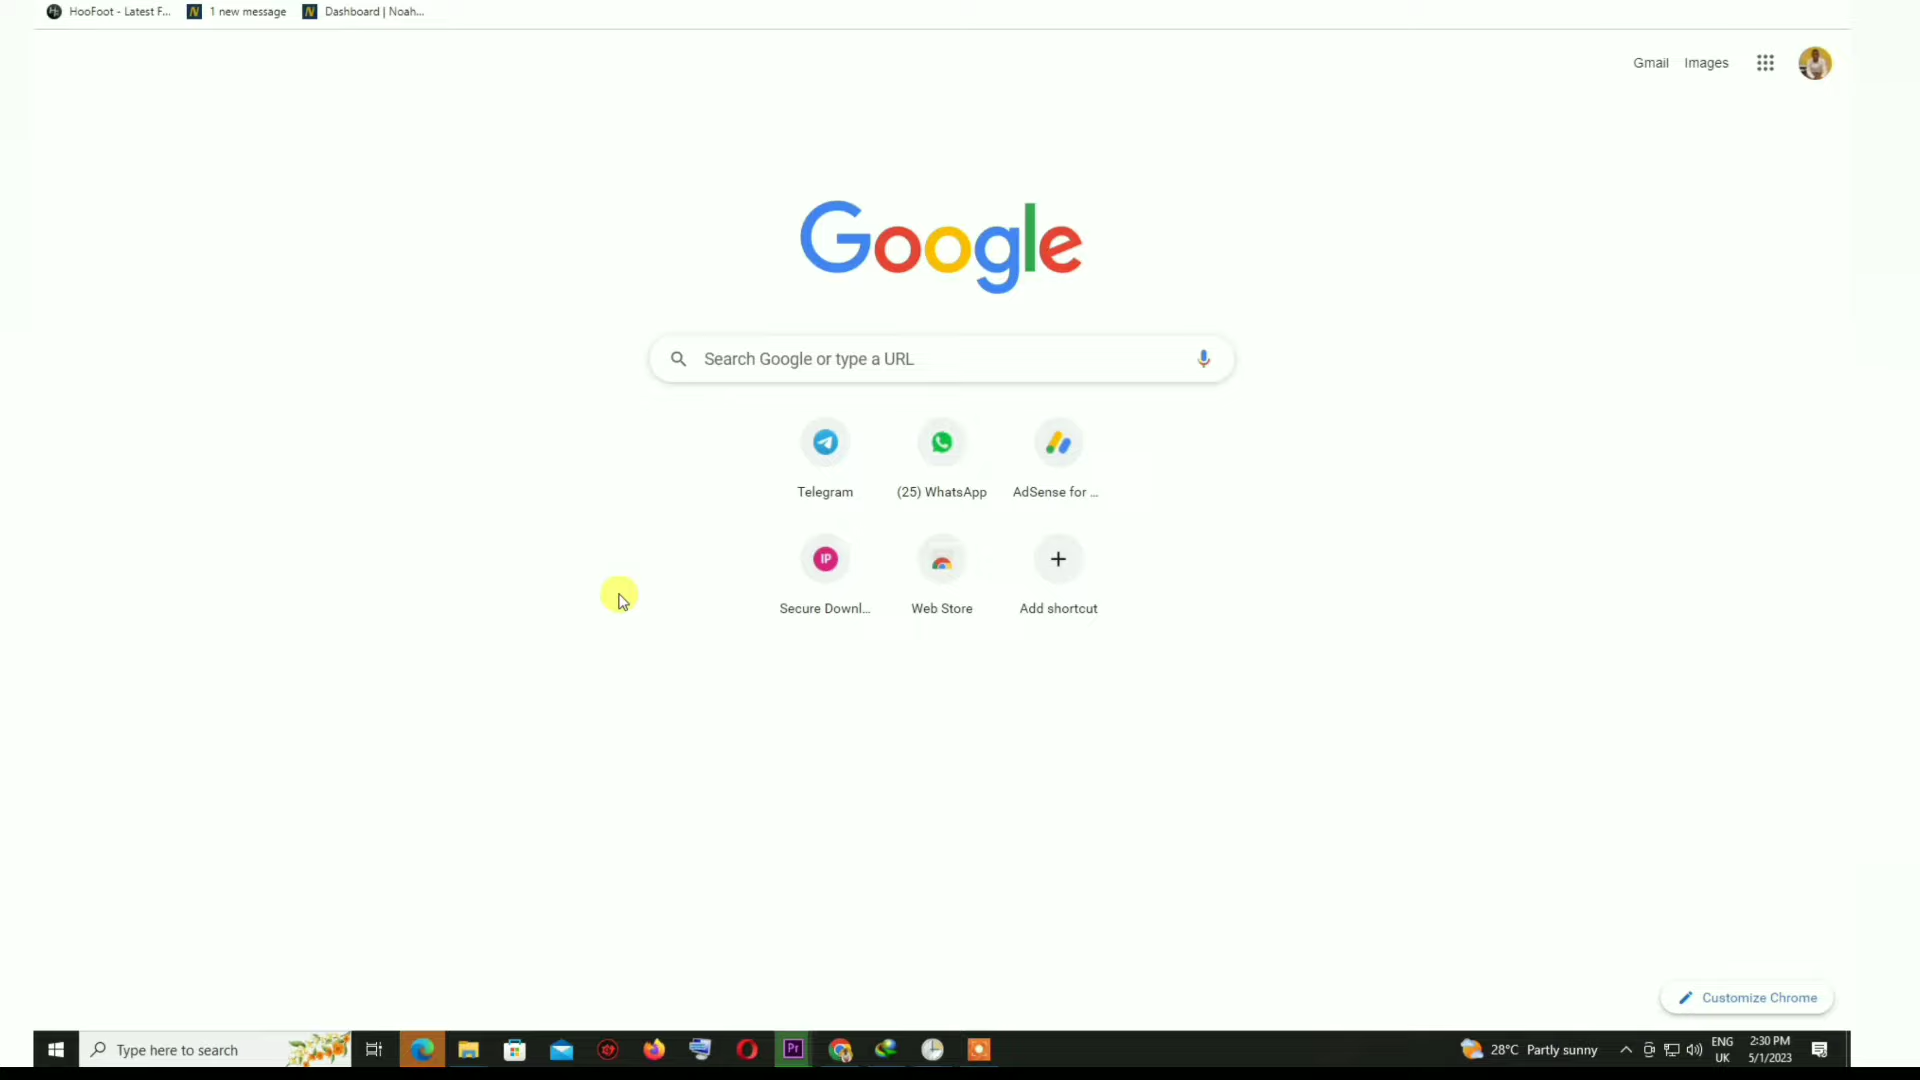 HooFoot - Latest F...
1 new message
Dashboard | Noah...
Gmail
Images
Google
Search Google or type a URL
Telegram
(25) WhatsApp
AdSense for ...
IP
Secure Downl...
Web Store
Add shortcut
Customize Chrome
Type here to search
Pr
28°C Partly sunny
ENG
UK
2:30 PM
5/1/2023